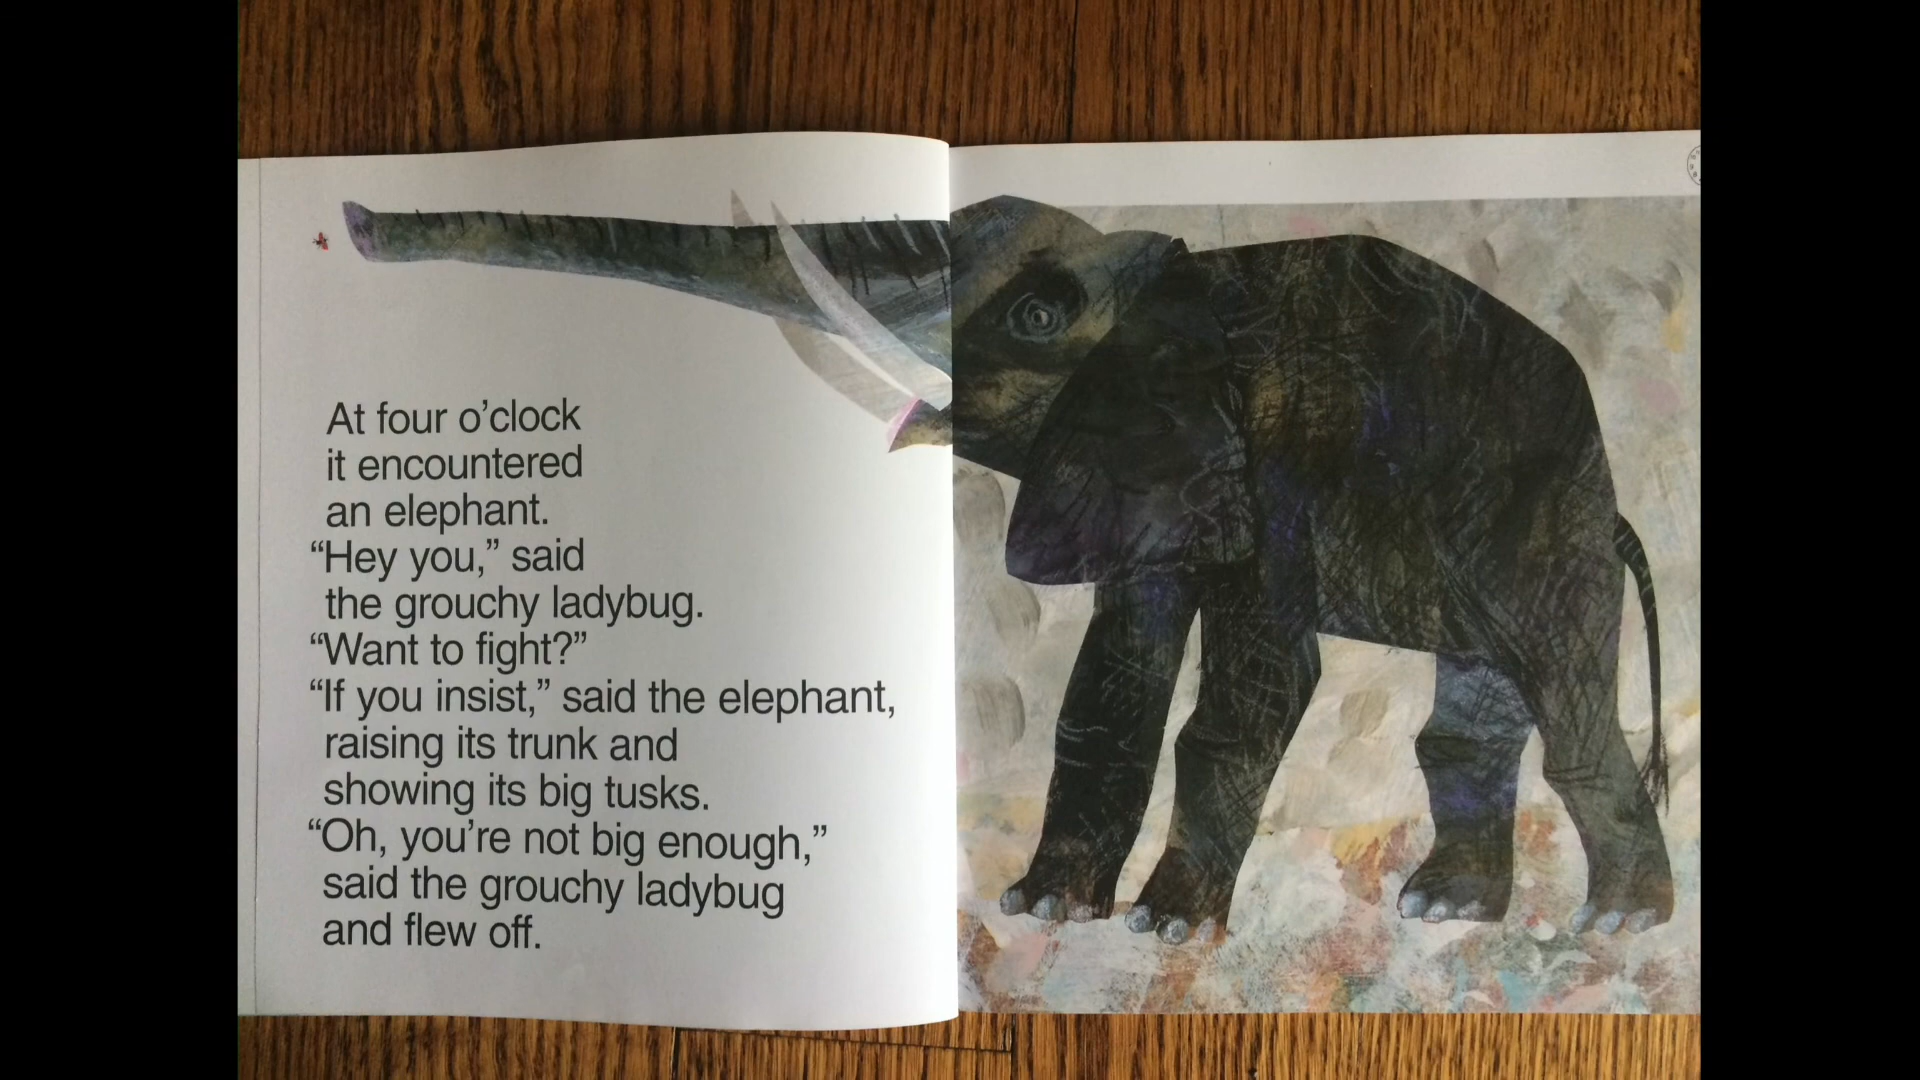 At four o’clock
it encountered
an elephant.
“Hey you,” said
the grouchy ladybug.
“Want to fight?”
“If you insist,” said the elephant,
raising its trunk and
showing its big tusks.
“Oh, you’re not big enough,”
said the grouchy ladybug
and flew off.